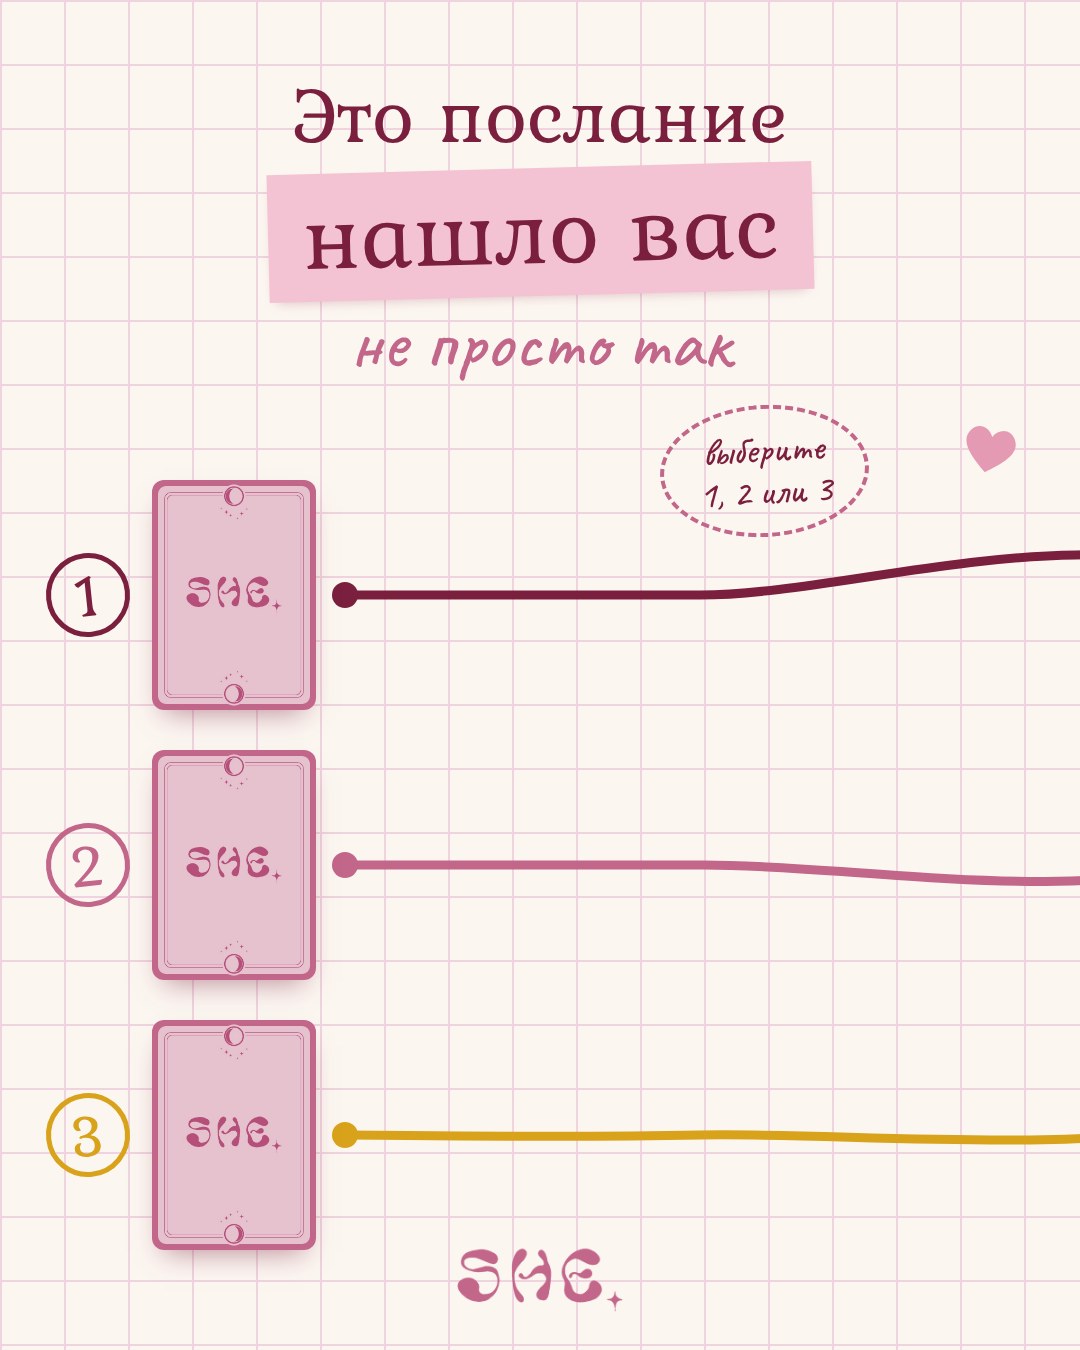 Это послание
нашло вас
не просто так
выберите
1, 2 или 3
1
SHE
2
SHE
3
SHE
SHE